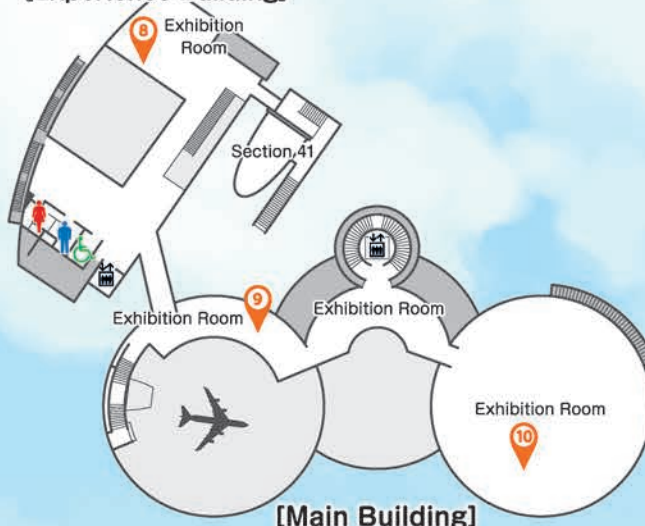 8
Exhibition
Room
Section 41
9
Exhibition Room
Exhibition Room
Exhibition Room
10
[Main Building]